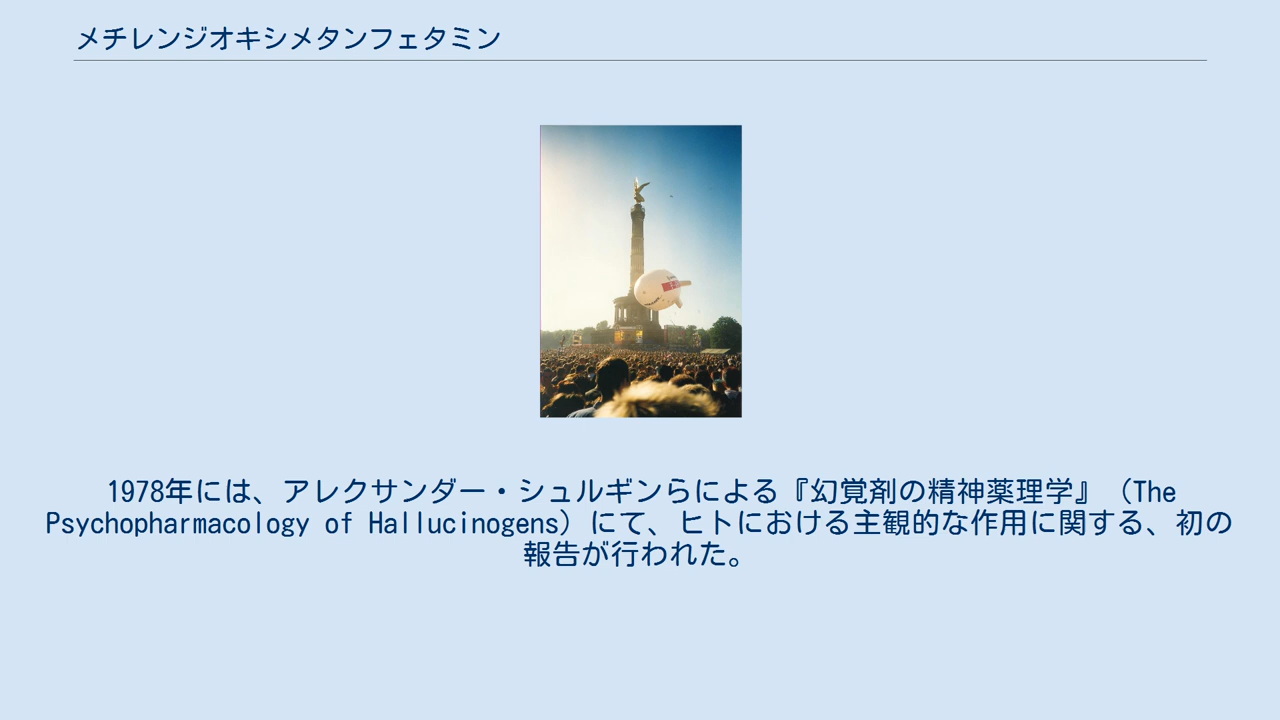 メチレンジオキシメタンフェタミン
1978年には、アレクサンダー・シュルギンらによる『幻覚剤の精神薬理学』（The
Psychopharmacology of Hallucinogens）にて、ヒトにおける主観的な作用に関する、初の
報告が行われた。